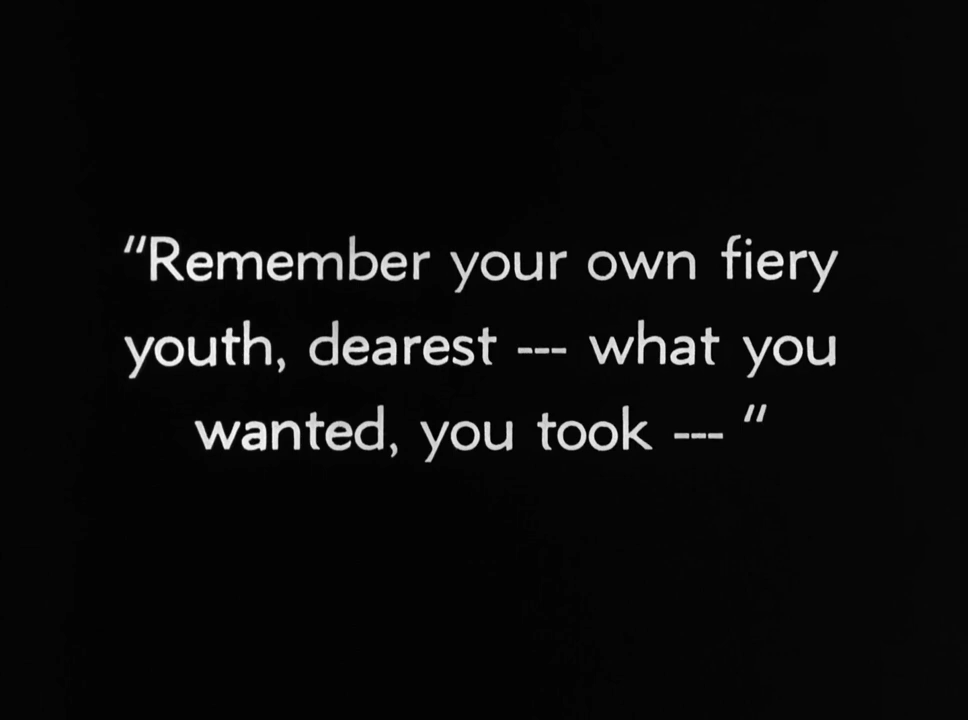 "Remember your own fiery
youth, dearest --- what you
wanted, you took --- "